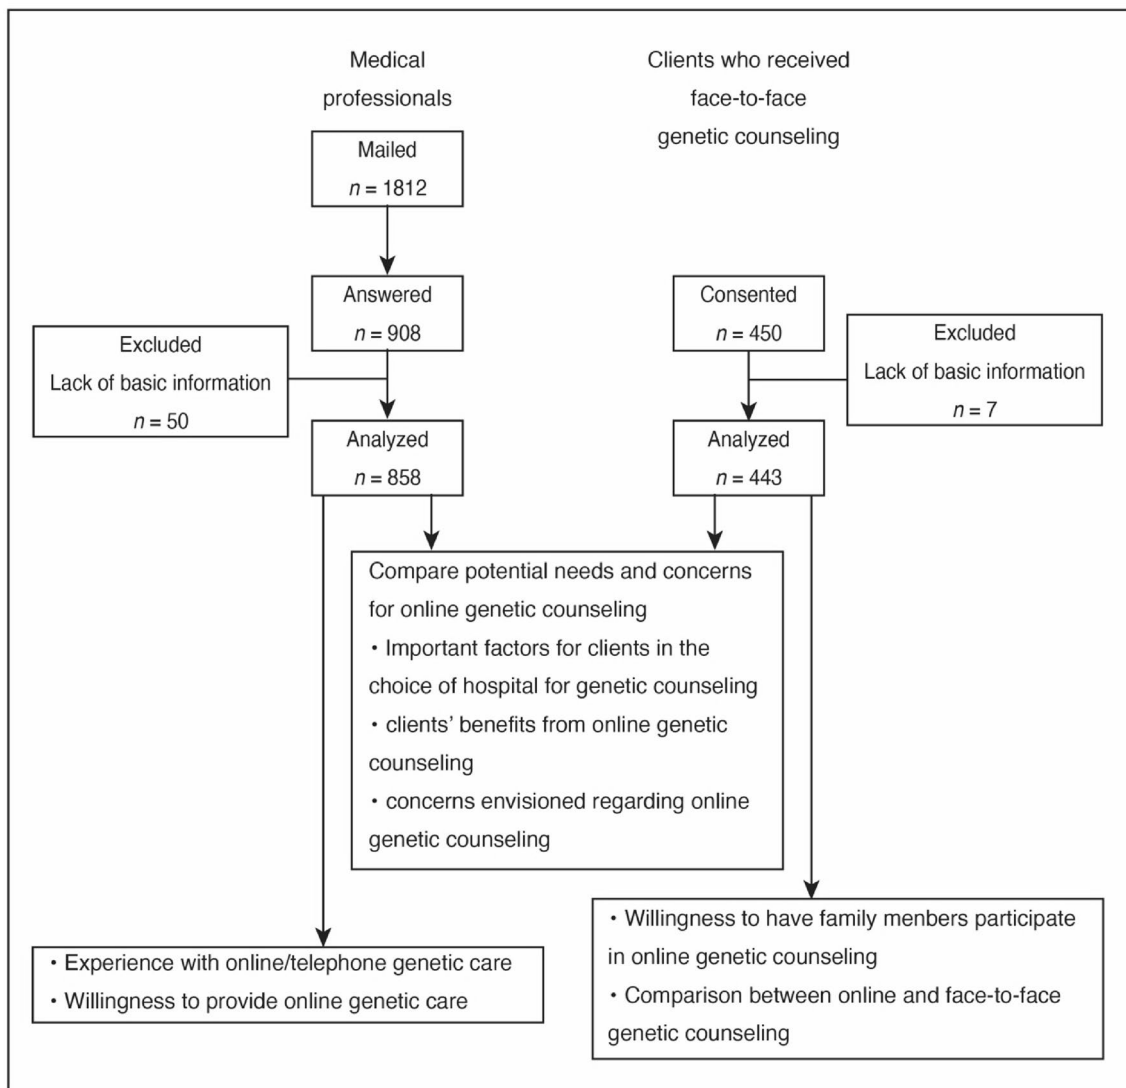 Medical
professionals
Clients who received
face-to-face
genetic counseling
Mailed
n = 1812
Answered
n = 908
Consented
n = 450
Excluded
Lack of basic information
n = 50
Excluded
Lack of basic information
n = 7
Analyzed
n = 858
Analyzed
n = 443
Compare potential needs and concerns
for online genetic counseling
・Important factors for clients in the
choice of hospital for genetic counseling
・clients’ benefits from online genetic
counseling
・concerns envisioned regarding online
genetic counseling
・Experience with online/telephone genetic care
・Willingness to provide online genetic care
・Willingness to have family menbers participate
in online genetic counseling
・Comparison between online and face-to-face
genetic counseling